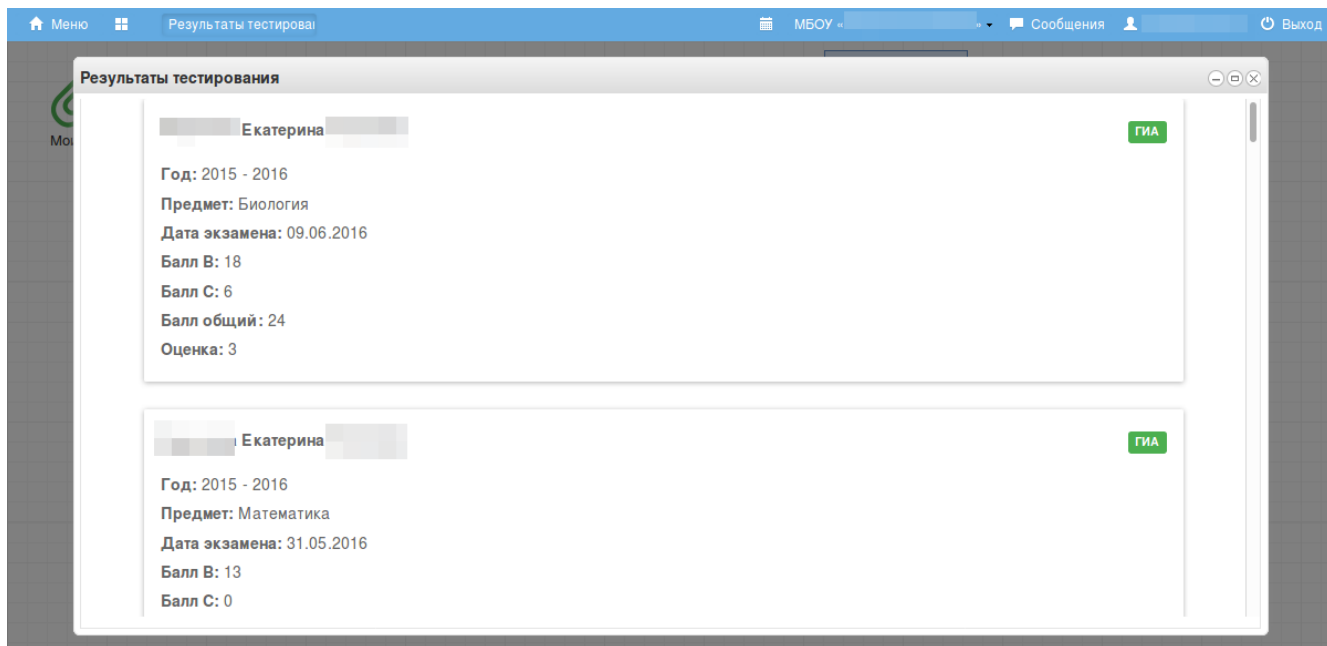 Меню Результаты тестирован МБОУ « » Сообщения Выход
Результаты тестирования
Екатерина ГИА
Год: 2015 - 2016
Предмет: Биология
Дата экзамена: 09.06.2016
Балл B: 18
Балл C: 6
Балл общий: 24
Оценка: 3
Екатерина ГИА
Год: 2015 - 2016
Предмет: Математика
Дата экзамена: 31.05.2016
Балл B: 13
Балл C: 0